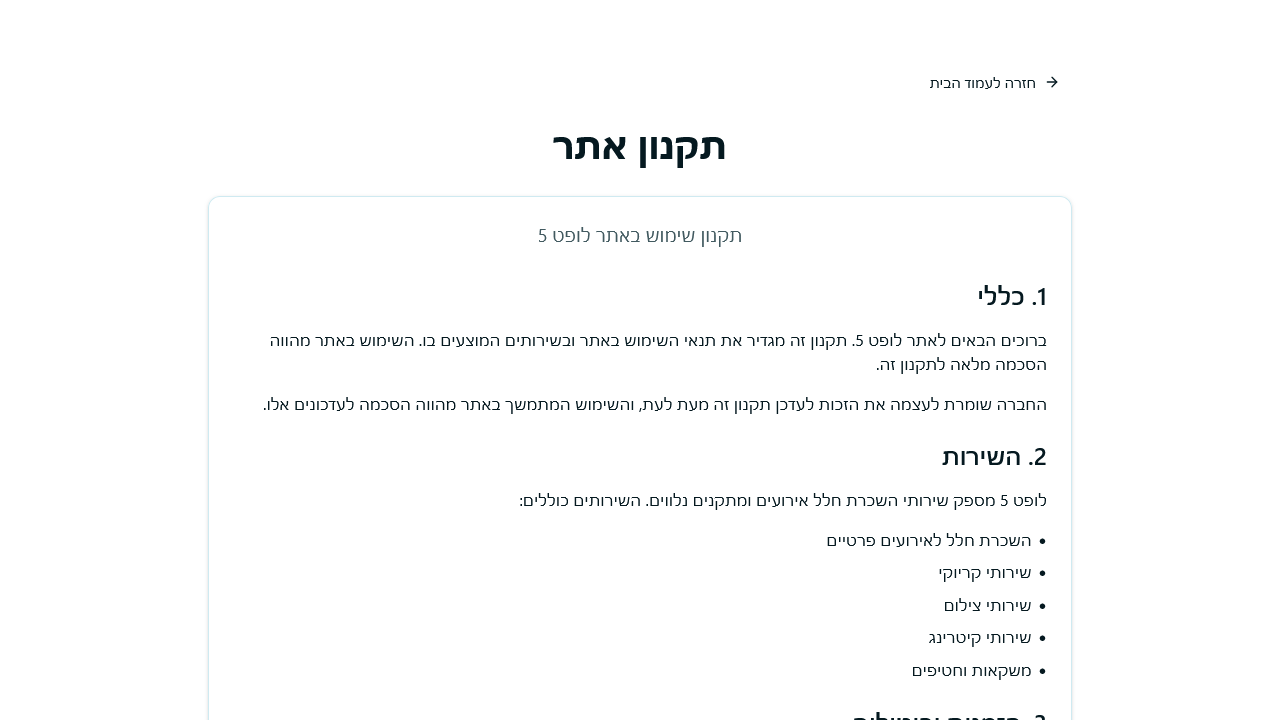 חזרה לעמוד הבית
תקנון אתר
תקנון שימוש באתר לופט 5
1. כללי
ברוכים הבאים לאתר לופט 5. תקנון זה מגדיר את תנאי השימוש באתר ובשירותים המוצעים בו. השימוש באתר מהווה
הסכמה מלאה לתקנון זה.
החברה שומרת לעצמה את הזכות לעדכן תקנון זה מעת לעת, והשימוש המתמשך באתר מהווה הסכמה לעדכונים אלו.
2. השירות
לופט 5 מספק שירותי השכרת חלל אירועים ומתקנים נלווים. השירותים כוללים:
• השכרת חלל לאירועים פרטיים
• שירותי קריוקי
• שירותי צילום
• שירותי קיטרינג
• משקאות וחטיפים